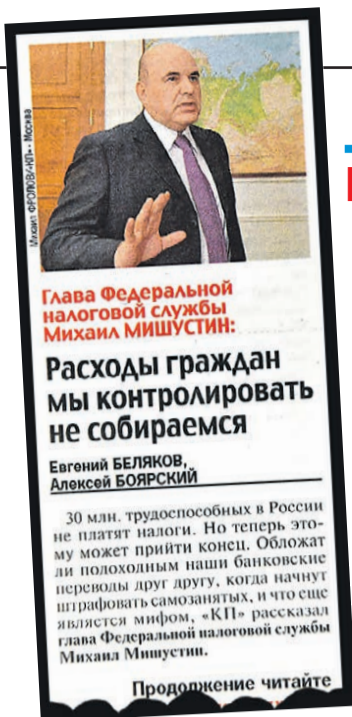 Михаил ФРОЛОВ/«КП» - Москва
Глава Федеральной
налоговой службы
Михаил МИШУСТИН:
Расходы граждан
мы контролировать
не собираемся
Евгений БЕЛЯКОВ,
Алексей БОЯРСКИЙ
30 млн. трудоспособных в России
не платят налоги. Но теперь это-
му может прийти конец. Обложат
ли полоходным наши банковские
переводы друг другу, когда начнут
штрафовать самозанятых, и что еще
является мифом, «КП» рассказал
глава Федеральной налоговой службы
Михаил Мишустин.
Продолжение читайте